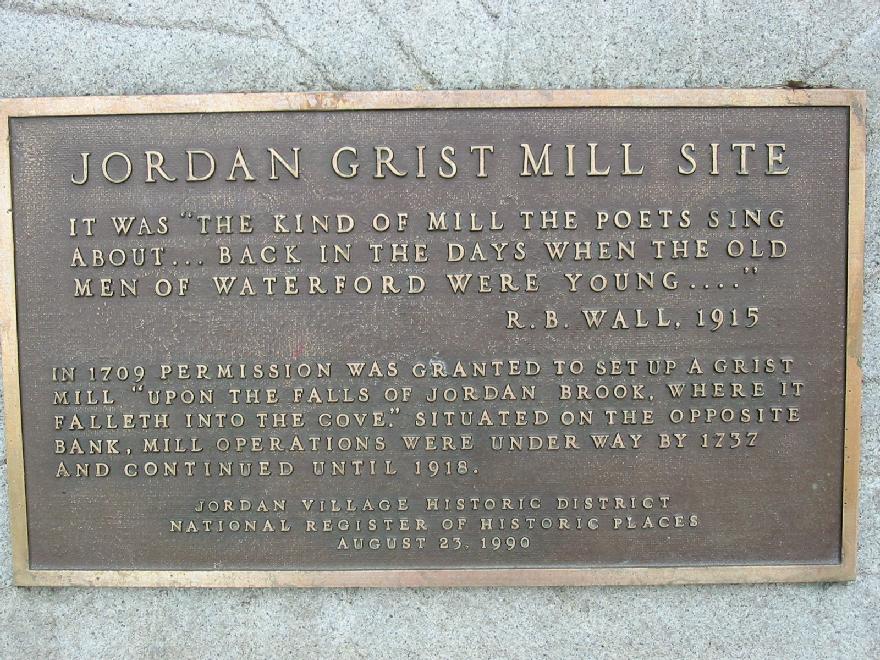 JORDAN GRIST MILL SITE
IT WAS "THE KIND OF MILL THE POETS SING
ABOUT... BACK IN THE DAYS WHEN THE OLD
MEN OF WATERFORD WERE YOUNG...."
R.B. WALL, 1915
IN 1709 PERMISSION WAS GRANTED TO SET UP A GRIST
MILL "UPON THE FALLS OF JORDAN BROOK, WHERE IT
FALLETH INTO THE COVE." SITUATED ON THE OPPOSITE
BANK, MILL OPERATIONS WERE UNDER WAY BY 1737
AND CONTINUED UNTIL 1918.
JORDAN VILLAGE HISTORIC DISTRICT
NATIONAL REGISTER OF HISTORIC PLACES
AUGUST 23, 1990